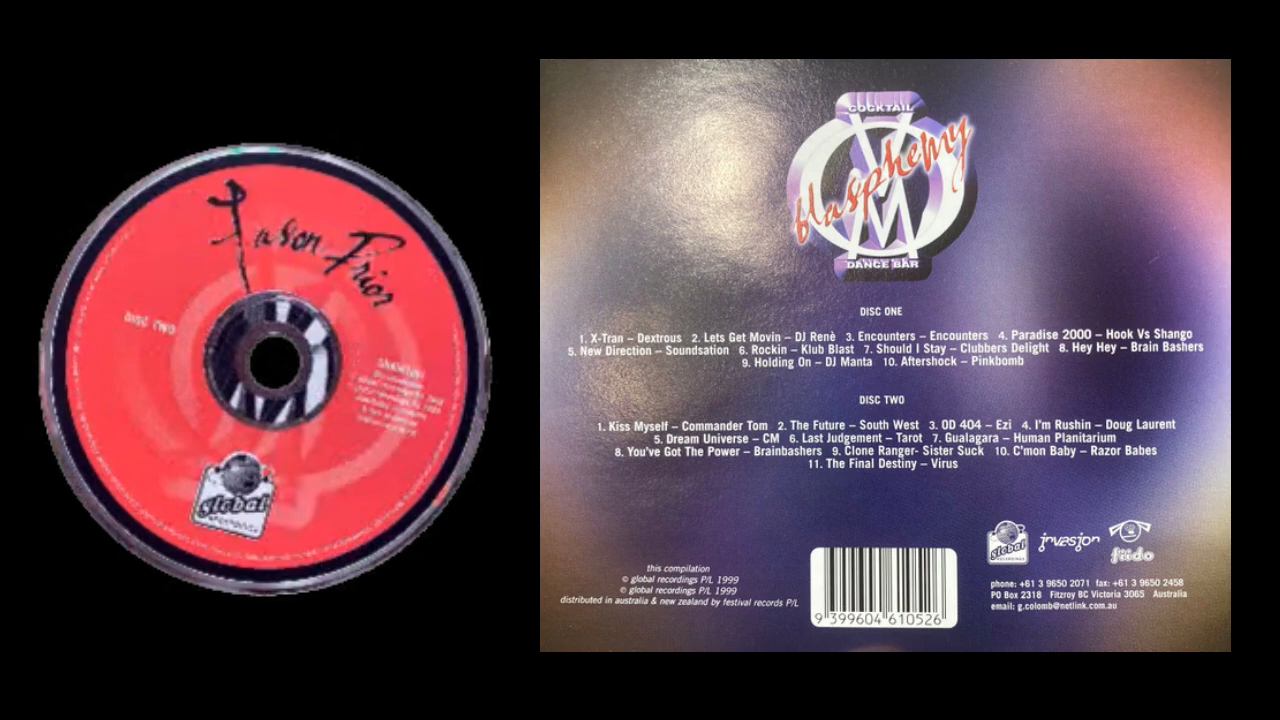 Jason Prior
DISC TWO
global
COCKTAIL
blasphemy
DANCE BAR
DISC ONE
1. X-Tran – Dextrous 2. Lets Get Movin – DJ Renè 3. Encounters – Encounters 4. Paradise 2000 – Hook Vs Shango
5. New Direction – Soundsation 6. Rockin – Klub Blast 7. Should I Stay – Clubbers Delight 8. Hey Hey – Brain Bashers
9. Holding On – DJ Manta 10. Aftershock – Pinkbomb
DISC TWO
1. Kiss Myself – Commander Tom 2. The Future – South West 3. OD 404 – Ezi 4. I'm Rushin – Doug Laurent
5. Dream Universe – CM 6. Last Judgement – Tarot 7. Gualagara – Human Planitarium
8. You've Got The Power – Brainbashers 9. Clone Ranger- Sister Suck 10. C'mon Baby – Razor Babes
11. The Final Destiny – Virus
this compilation
© global recordings P/L 1999
© global recordings P/L 1999
distributed in australia & new zealand by festival records P/L
9 399604 610526
global
RECORDINGS
invasion
fudo
phone: +61 3 9650 2071 fax: +61 3 9650 2458
PO Box 2318 Fitzroy BC Victoria 3065 Australia
email: g.colomb@netlink.com.au